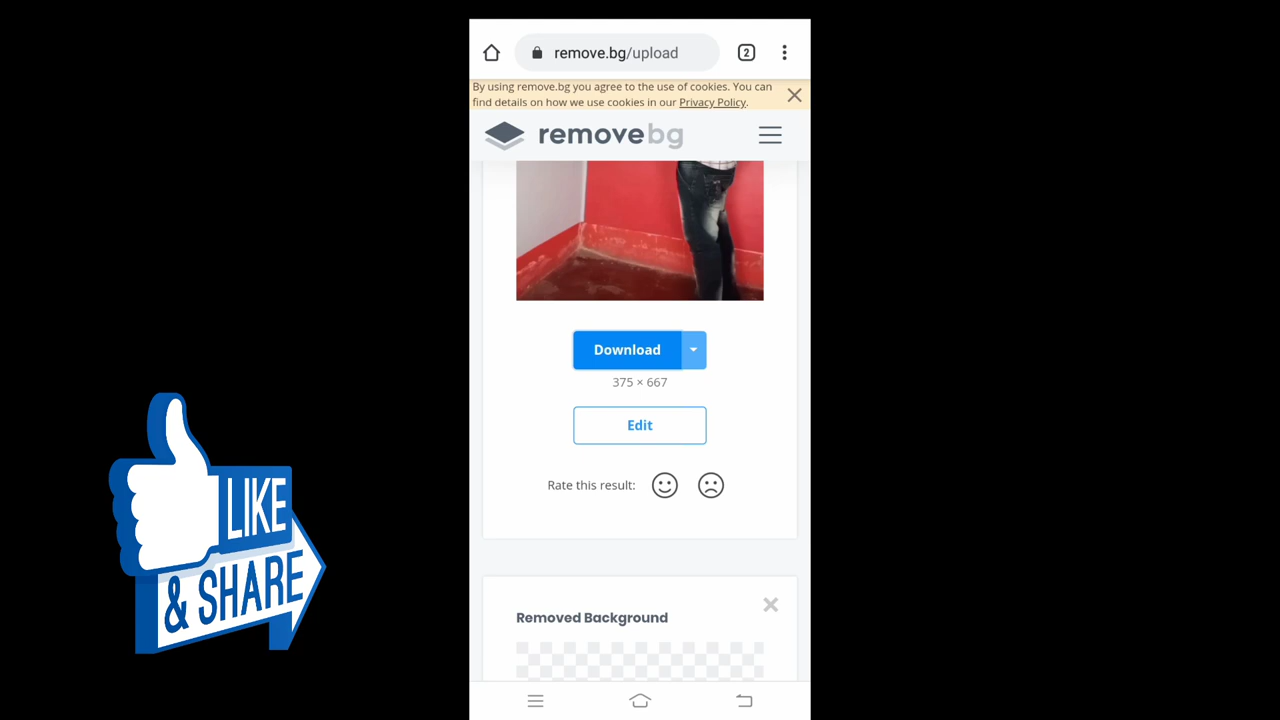 remove.bg/upload
2
By using remove.bg you agree to the use of cookies. You can
find details on how we use cookies in our Privacy Policy.
removebg
Download
375 × 667
Edit
Rate this result:
Removed Background
LIKE
& SHARE